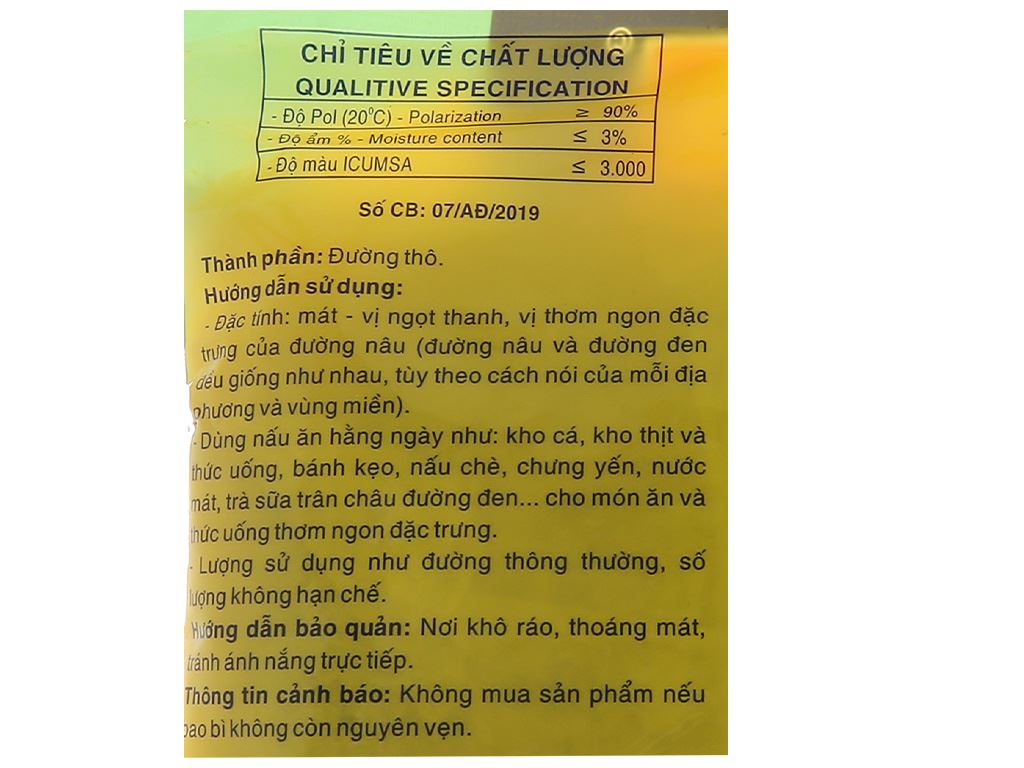 CHỈ TIÊU VỀ CHẤT LƯỢNG
QUALITIVE SPECIFICATION
- Độ Pol (20⁰C) - Polarization ≥ 90%
- Độ ẩm % - Moisture content ≤ 3%
- Độ màu ICUMSA ≤ 3.000
Số CB: 07/AĐ/2019
Thành phần: Đường thô.
Hướng dẫn sử dụng:
- Đặc tính: mát - vị ngọt thanh, vị thơm ngon đặc
trưng của đường nâu (đường nâu và đường đen
đều giống như nhau, tùy theo cách nói của mỗi địa
phương và vùng miền).
- Dùng nấu ăn hằng ngày như: kho cá, kho thịt và
thức uống, bánh kẹo, nấu chè, chưng yến, nước
mát, trà sữa trân châu đường đen... cho món ăn và
thức uống thơm ngon đặc trưng.
- Lượng sử dụng như đường thông thường, số
lượng không hạn chế.
Hướng dẫn bảo quản: Nơi khô ráo, thoáng mát,
tránh ánh nắng trực tiếp.
Thông tin cảnh báo: Không mua sản phẩm nếu
bao bì không còn nguyên vẹn.